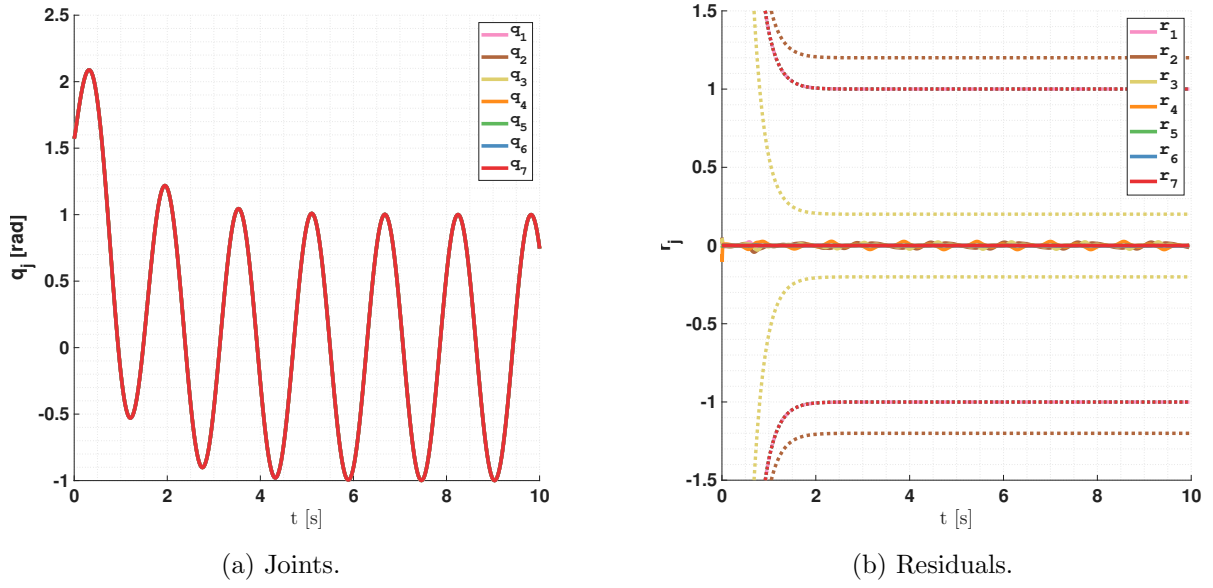 2.5
2
1.5
1
0.5
0
-0.5
-1
0 2 4 6 8 10
q_j [rad]
t [s]
q_1
q_2
q_3
q_4
q_5
q_6
q_7
(a) Joints.
1.5
1
0.5
0
-0.5
-1
-1.5
0 2 4 6 8 10
r_j
t [s]
r_1
r_2
r_3
r_4
r_5
r_6
r_7
(b) Residuals.